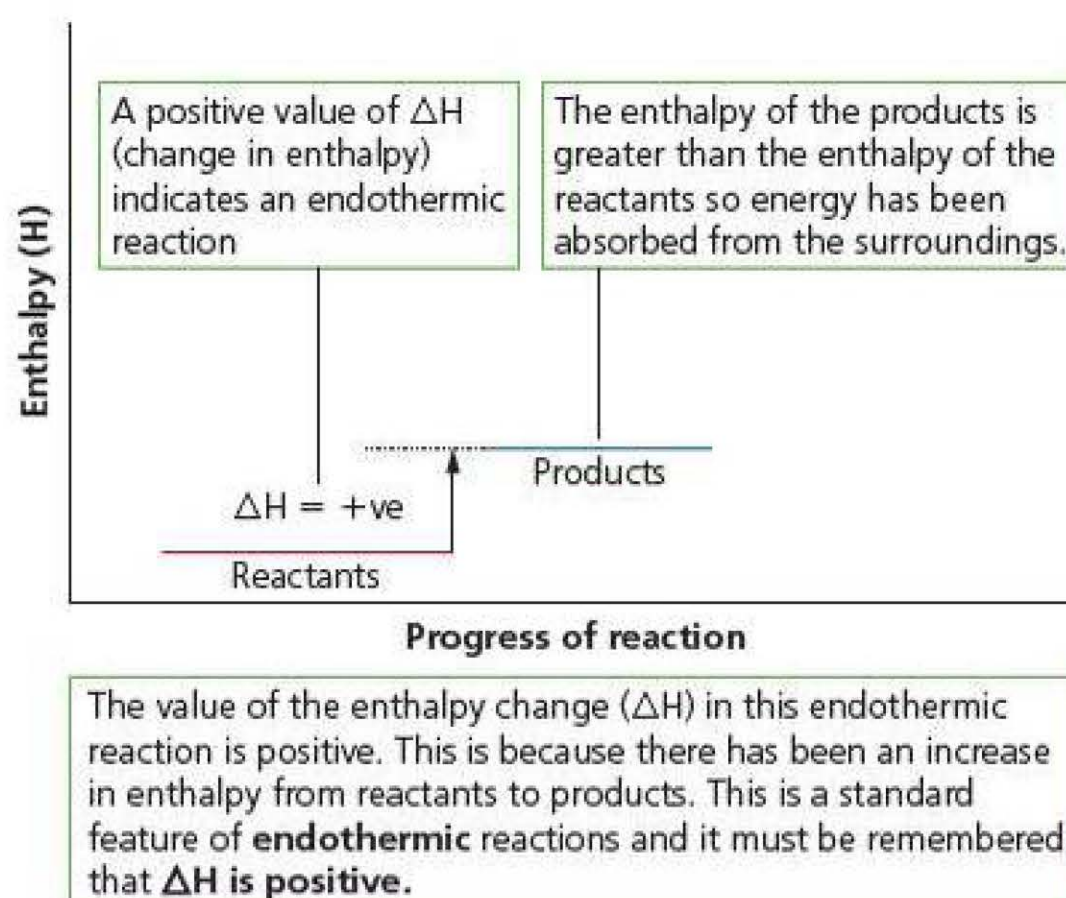 A positive value of ΔH
(change in enthalpy)
indicates an endothermic
reaction
The enthalpy of the products is
greater than the enthalpy of the
reactants so energy has been
absorbed from the surroundings.
Enthalpy (H)
Products
ΔH = +ve
Reactants
Progress of reaction
The value of the enthalpy change (ΔH) in this endothermic
reaction is positive. This is because there has been an increase
in enthalpy from reactants to products. This is a standard
feature of endothermic reactions and it must be remembered
that ΔH is positive.